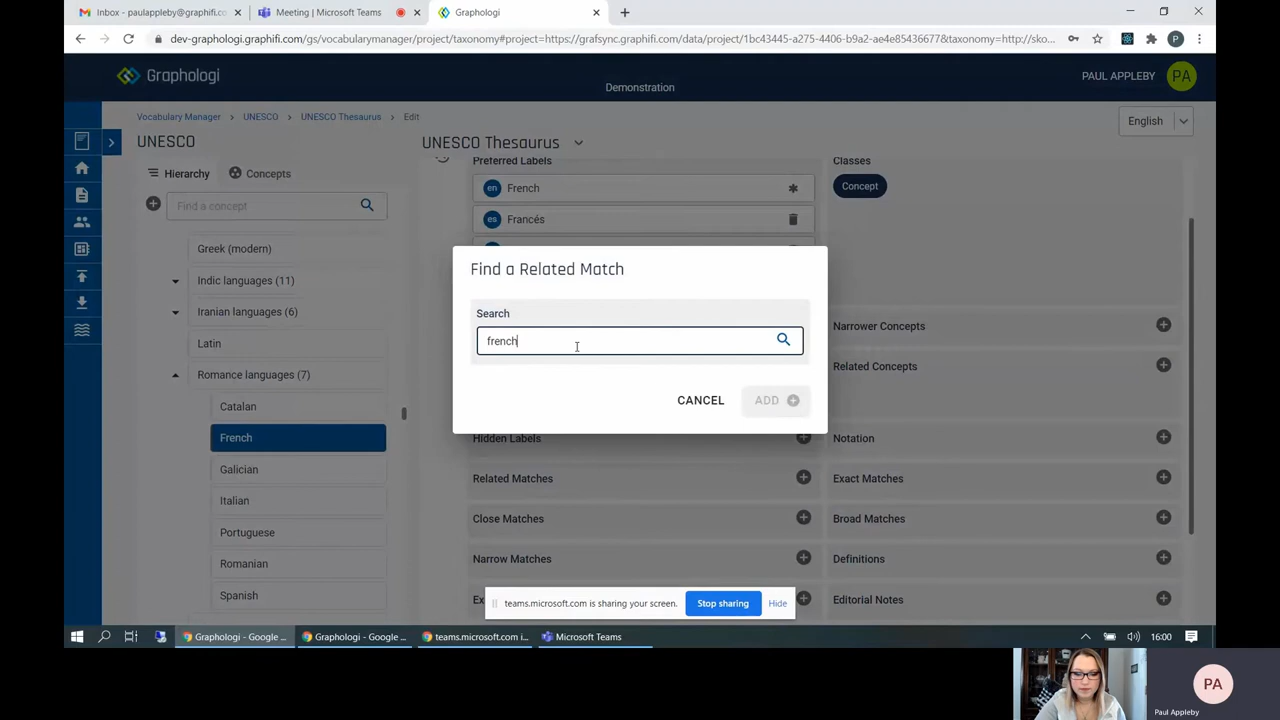 Inbox - paulappleby@graphifi.co
Meeting | Microsoft Teams
Graphologi
dev-graphologi.graphifi.com/gs/vocabularymanager/project/taxonomy#project=https://grafsync.graphifi.com/data/project/1bc43445-a275-4406-b9a2-ae4e85436677&taxonomy=http://sko...
P
Graphologi
Demonstration
PAUL APPLEBY
PA
Vocabulary Manager > UNESCO > UNESCO Thesaurus > Edit
English
UNESCO
UNESCO Thesaurus
Hierarchy
Concepts
Find a concept
Greek (modern)
Indic languages (11)
Iranian languages (6)
Latin
Romance languages (7)
Catalan
French
Galician
Italian
Portuguese
Romanian
Spanish
Preferred Labels
en French
es Francés
Classes
Concept
Find a Related Match
Search
french
CANCEL
ADD
Narrower Concepts
Related Concepts
Hidden Labels
Notation
Related Matches
Exact Matches
Close Matches
Broad Matches
Narrow Matches
Definitions
Ex
Editorial Notes
teams.microsoft.com is sharing your screen.
Stop sharing
Hide
Graphologi - Google ...
Graphologi - Google ...
teams.microsoft.com i...
Microsoft Teams
16:00
PA
Paul Appleby